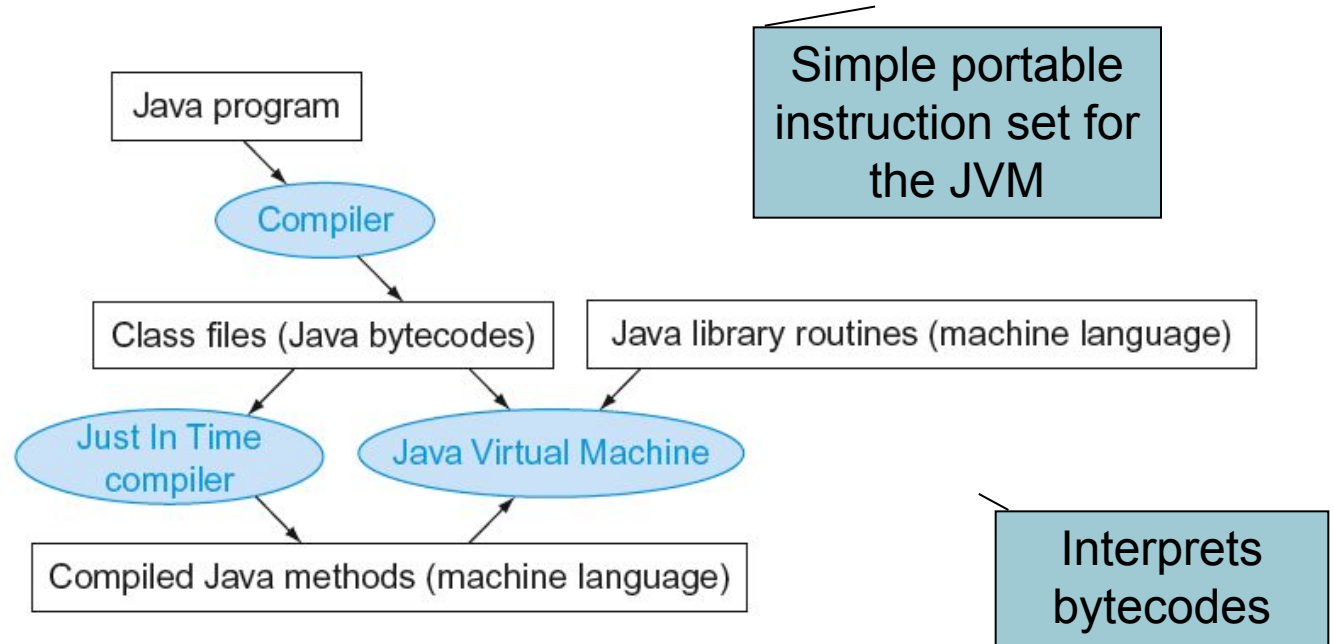 Simple portable
instruction set for
the JVM
Java program
Compiler
Class files (Java bytecodes)
Java library routines (machine language)
Just In Time
compiler
Java Virtual Machine
Compiled Java methods (machine language)
Interprets
bytecodes